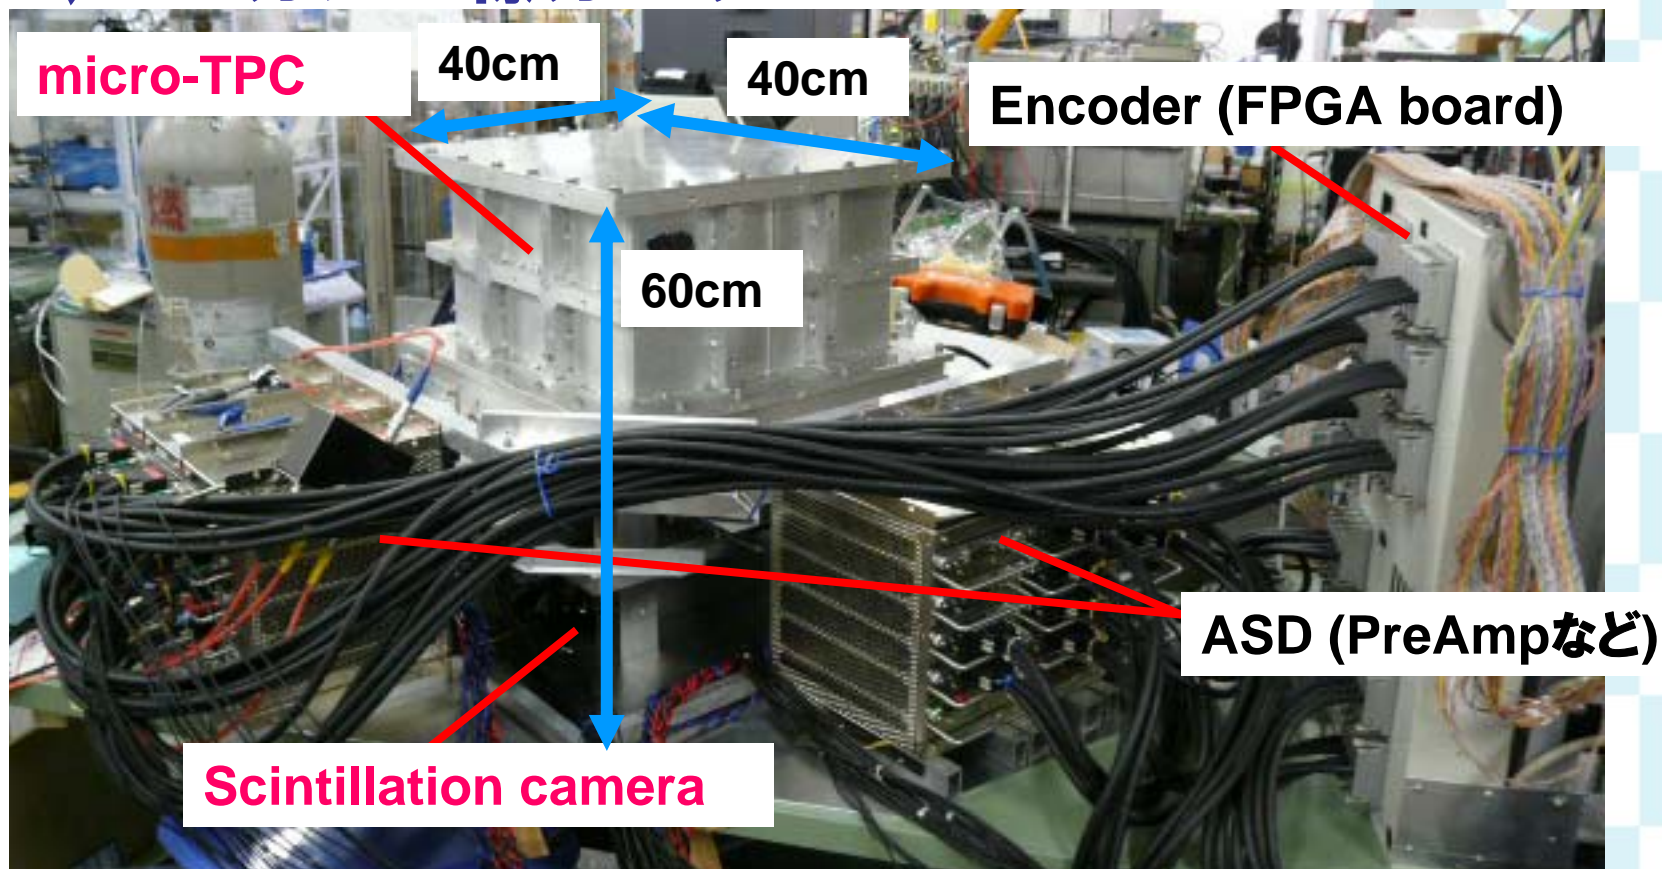 micro-TPC
40cm
40cm
Encoder (FPGA board)
60cm
ASD (PreAmpなど)
Scintillation camera